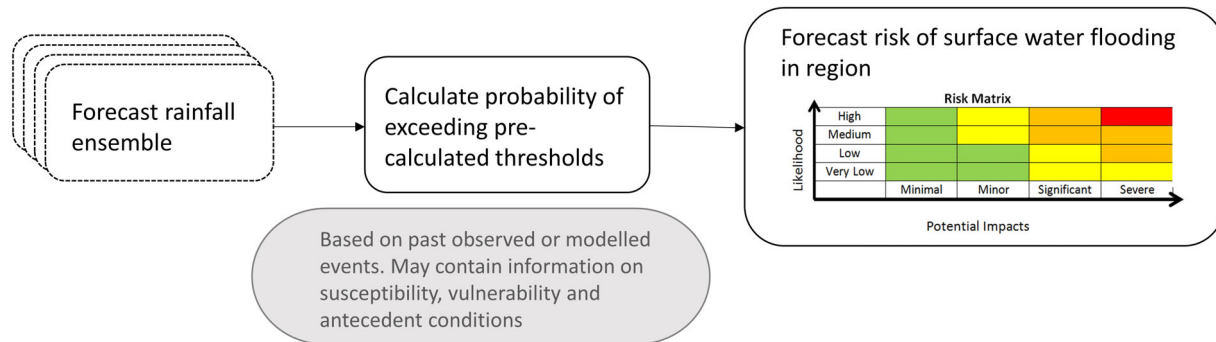 Forecast rainfall
ensemble
Calculate probability of
exceeding pre-
calculated thresholds
Based on past observed or modelled
events. May contain information on
susceptibility, vulnerability and
antecedent conditions
Forecast risk of surface water flooding
in region
Risk Matrix
Likelihood
High
Medium
Low
Very Low
Minimal Minor Significant Severe
Potential Impacts